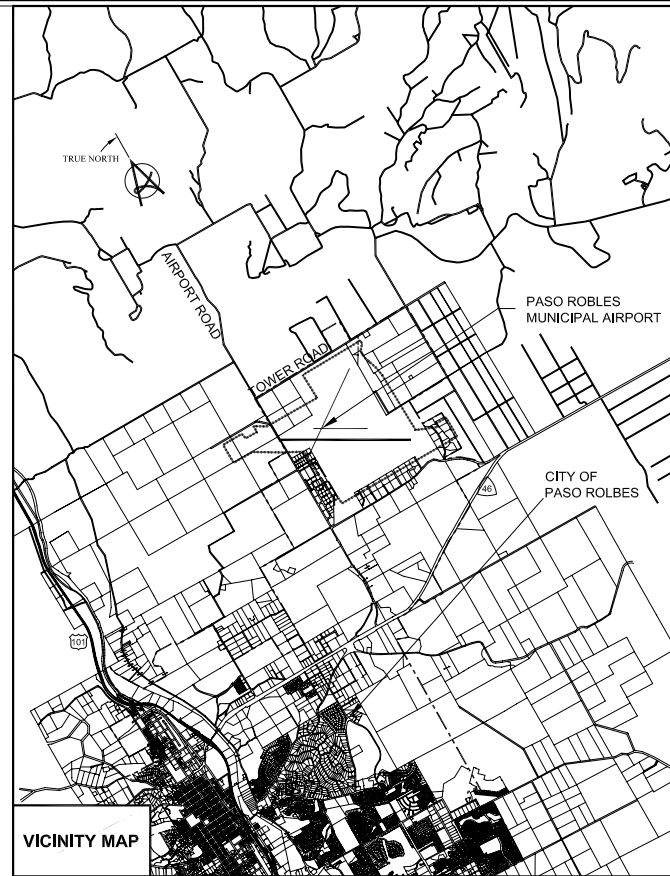 TRUE NORTH
AIRPORT ROAD
PASO ROBLES
MUNICIPAL AIRPORT
TOWER ROAD
CITY OF
PASO ROLBES
46
101
VICINITY MAP